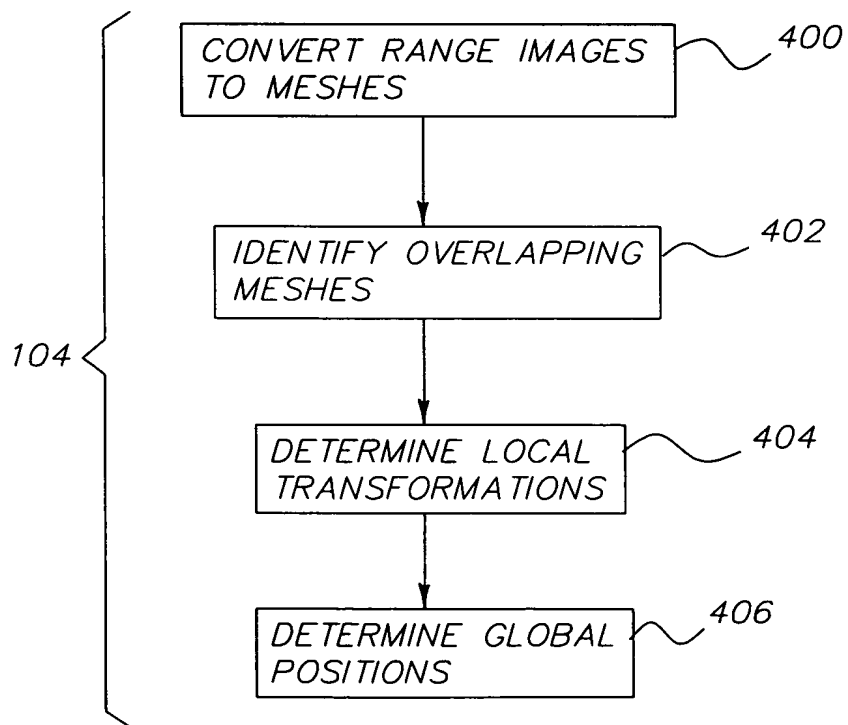 CONVERT RANGE IMAGES
TO MESHES
400
IDENTIFY OVERLAPPING
MESHES
402
104
DETERMINE LOCAL
TRANSFORMATIONS
404
DETERMINE GLOBAL
POSITIONS
406